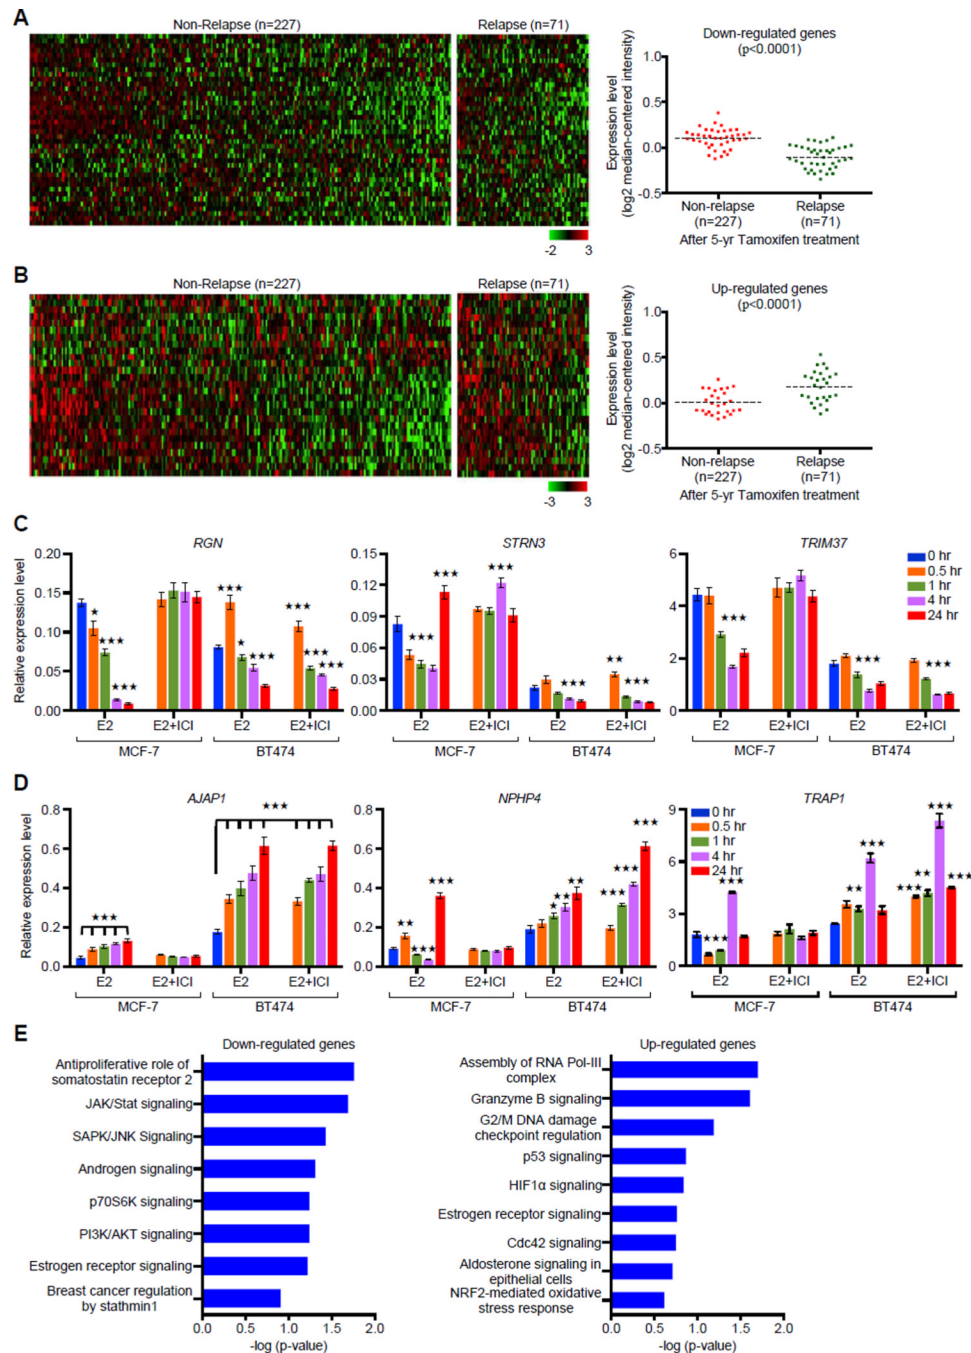 A
Non-Relapse (n=227)
Relapse (n=71)
-2 3
Down-regulated genes
(p<0.0001)
Expression level
(log2 median-centered intensity)
1.0
0.5
0.0
-0.5
Non-relapse
(n=227)
Relapse
(n=71)
After 5-yr Tamoxifen treatment
B
Non-Relapse (n=227)
Relapse (n=71)
-3 3
Up-regulated genes
(p<0.0001)
Expression level
(log2 median-centered intensity)
1.0
0.5
0.0
-0.5
Non-relapse
(n=227)
Relapse
(n=71)
After 5-yr Tamoxifen treatment
C
RGN
Relative expression level
0.20
0.15
0.10
0.05
0.00
★ ★★★ ★★★ ★★★ ★ ★★★ ★★★ ★★★ ★★★
E2 E2+ICI E2 E2+ICI
MCF-7 BT474
STRN3
0.15
0.12
0.09
0.06
0.03
0.00
★★★ ★★★ ★★★ ★★★ ★★ ★★★
E2 E2+ICI E2 E2+ICI
MCF-7 BT474
TRIM37
6
4
2
0
★★★ ★★★ ★★★
0 hr
0.5 hr
1 hr
4 hr
24 hr
E2 E2+ICI E2 E2+ICI
MCF-7 BT474
D
AJAP1
Relative expression level
0.8
0.6
0.4
0.2
0.0
★★★ ★★★
E2 E2+ICI E2 E2+ICI
MCF-7 BT474
NPHP4
0.8
0.6
0.4
0.2
0.0
★★ ★★★ ★★★ ★ ★★ ★★ ★★★ ★★★ ★★★
E2 E2+ICI E2 E2+ICI
MCF-7 BT474
TRAP1
9
6
3
0
0 hr
0.5 hr
1 hr
4 hr
24 hr
★★★ ★★★ ★★ ★★★ ★★★ ★★ ★★★ ★★★
E2 E2+ICI E2 E2+ICI
MCF-7 BT474
E
Down-regulated genes
Antiproliferative role of
somatostatin receptor 2
JAK/Stat signaling
SAPK/JNK Signaling
Androgen signaling
p70S6K signaling
PI3K/AKT signaling
Estrogen receptor signaling
Breast cancer regulation
by stathmin1
0.0 0.5 1.0 1.5 2.0
-log (p-value)
Up-regulated genes
Assembly of RNA Pol-III
complex
Granzyme B signaling
G2/M DNA damage
checkpoint regulation
p53 signaling
HIF1α signaling
Estrogen receptor signaling
Cdc42 signaling
Aldosterone signaling in
epithelial cells
NRF2-mediated oxidative
stress response
0.0 0.5 1.0 1.5 2.0
-log (p-value)